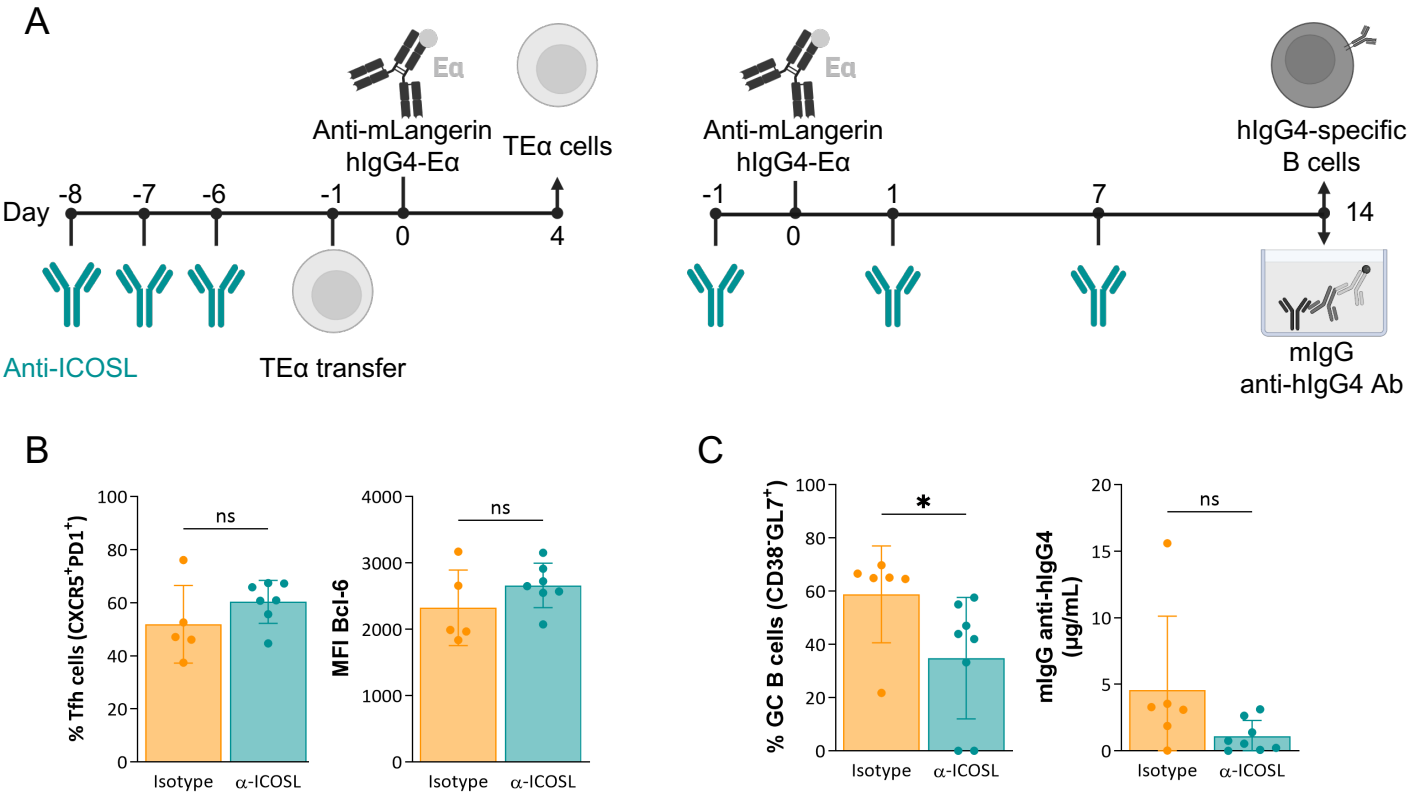 A
Eα
Eα
Anti-mLangerin
hIgG4-Eα
TEα cells
Anti-mLangerin
hIgG4-Eα
hIgG4-specific
B cells
Day
-8
-7
-6
-1
0
4
-1
0
1
7
14
Anti-ICOSL
TEα transfer
mIgG
anti-hIgG4 Ab
B
% Tfh cells (CXCR5⁺PD1⁺)
100
80
60
40
20
0
ns
Isotype
α-ICOSL
MFI Bcl-6
4000
3000
2000
1000
0
ns
Isotype
α-ICOSL
C
% GC B cells (CD38⁻GL7⁺)
100
80
60
40
20
0
*
Isotype
α-ICOSL
mIgG anti-hIgG4
(µg/mL)
20
15
10
5
0
ns
Isotype
α-ICOSL